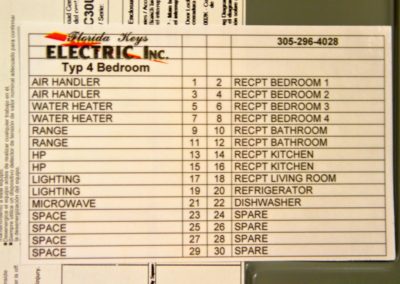 Florida Keys
ELECTRIC INC.
305-296-4028
Typ 4 Bedroom
AIR HANDLER 1 2 RECPT BEDROOM 1
AIR HANDLER 3 4 RECPT BEDROOM 2
WATER HEATER 5 6 RECPT BEDROOM 3
WATER HEATER 7 8 RECPT BEDROOM 4
RANGE 9 10 RECPT BATHROOM
RANGE 11 12 RECPT BATHROOM
HP 13 14 RECPT KITCHEN
HP 15 16 RECPT KITCHEN
LIGHTING 17 18 RECPT LIVING ROOM
LIGHTING 19 20 REFRIGERATOR
MICROWAVE 21 22 DISHWASHER
SPACE 23 24 SPARE
SPACE 25 26 SPARE
SPACE 27 28 SPARE
SPACE 29 30 SPARE